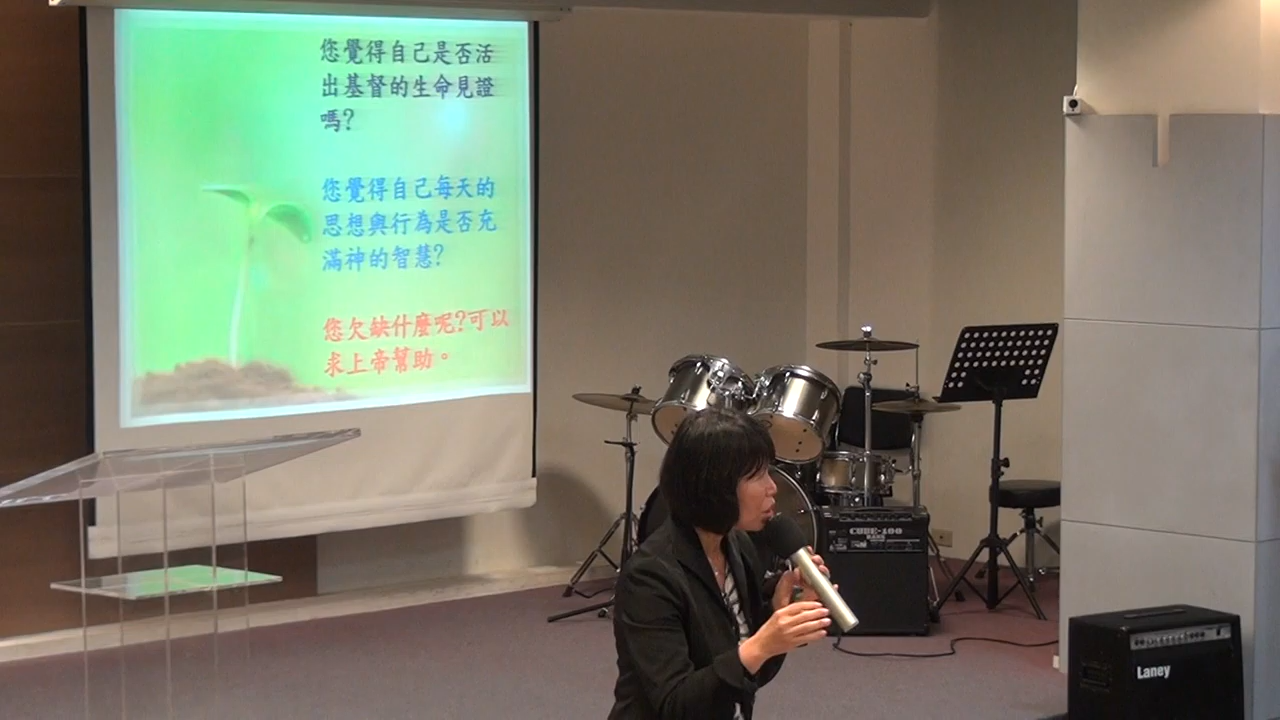 您覺得自己是否活
出基督的生命見證
嗎?
您覺得自己每天的
思想與行為是否充
滿神的智慧?
您欠缺什麼呢?可以
求上帝幫助。
CUBE-100
BASS
Laney